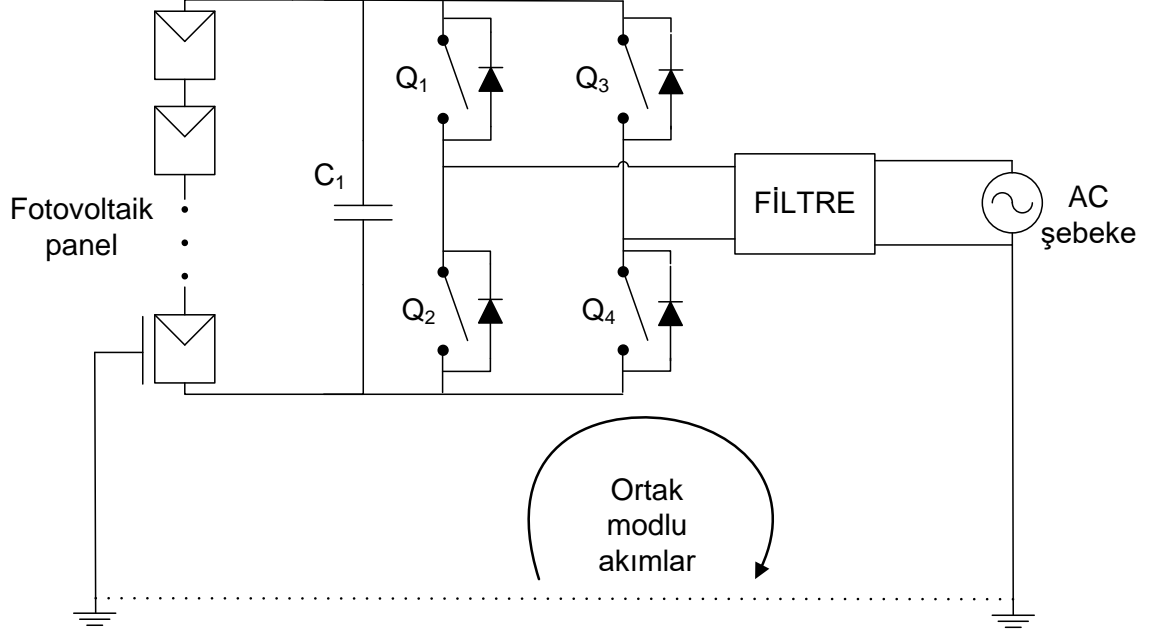 Q₁
Q₃
C₁
Fotovoltaik
panel
FİLTRE
AC
şebeke
Q₂
Q₄
Ortak
modlu
akımlar